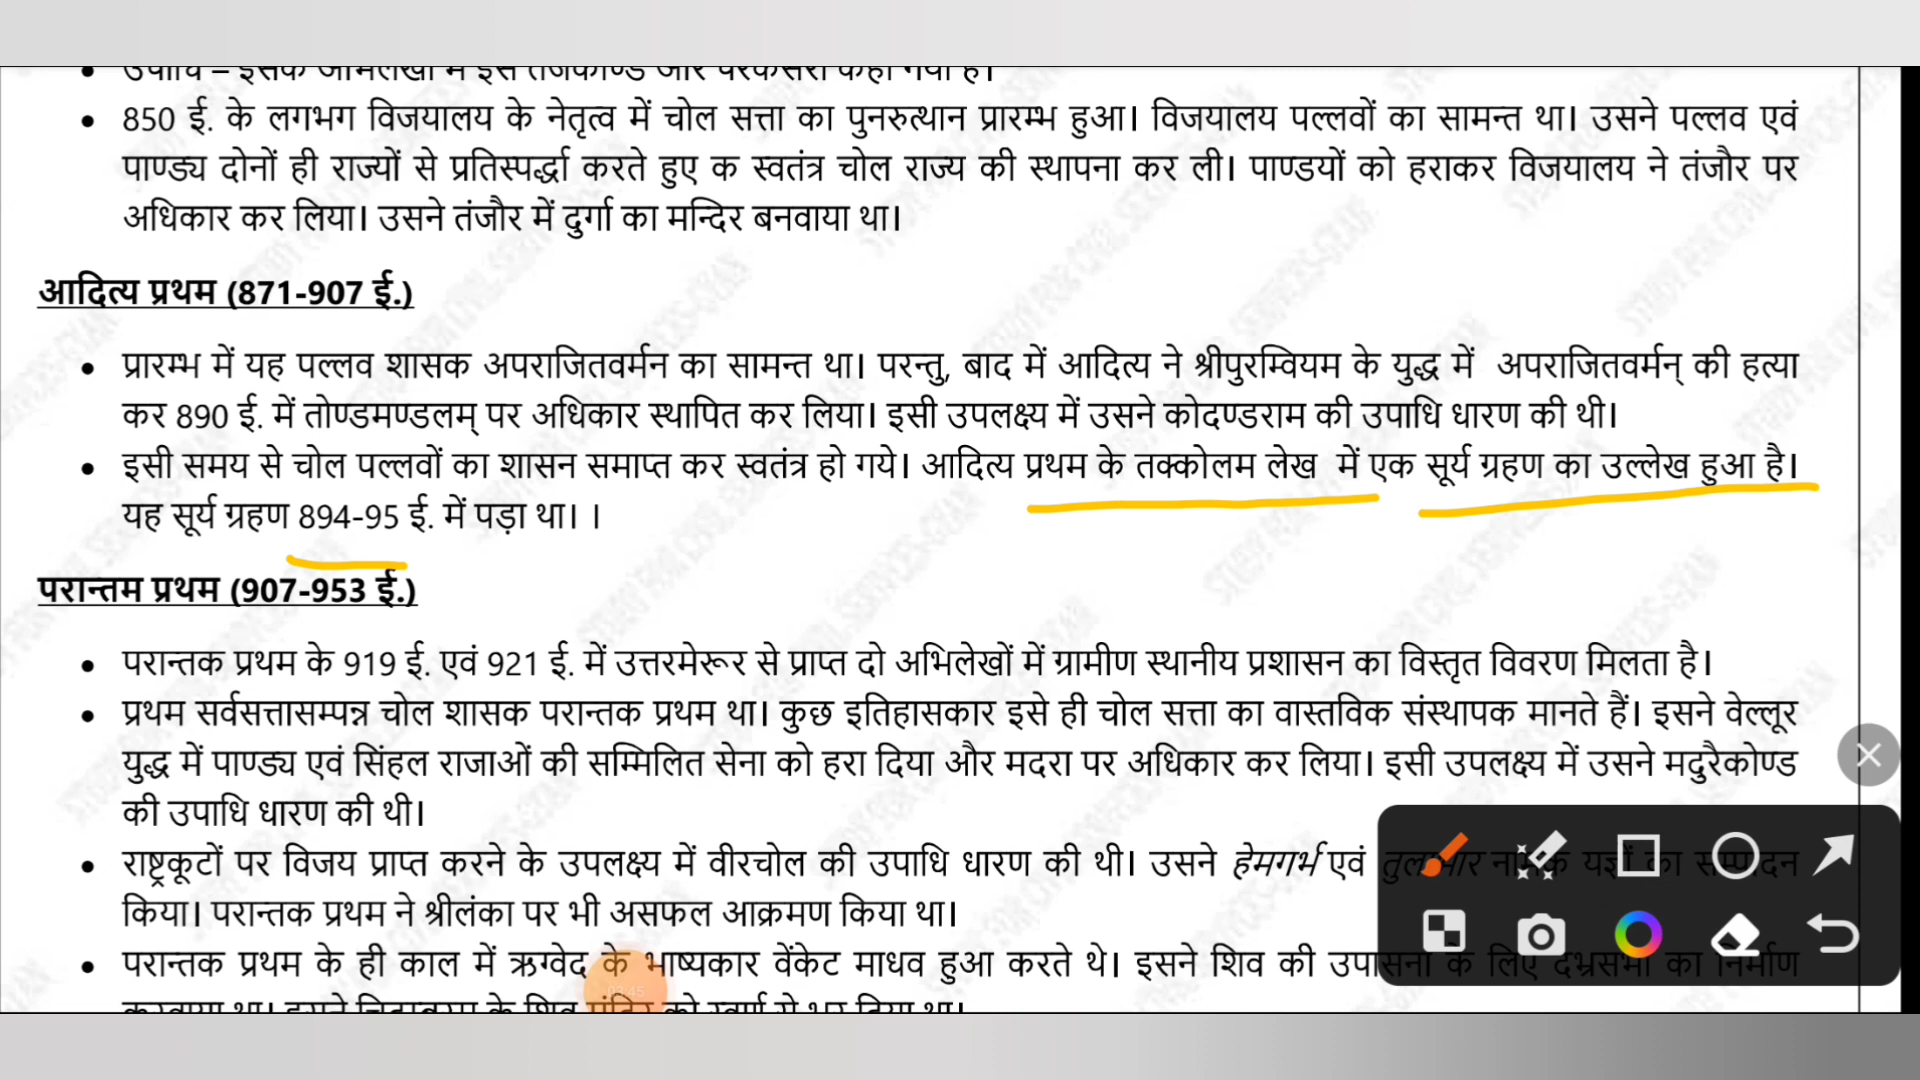 850 ई. के लगभग विजयालय के नेतृत्व में चोल सत्ता का पुनरुत्थान प्रारम्भ हुआ। विजयालय पल्लवों का सामन्त था। उसने पल्लव एवं
पाण्ड्य दोनों ही राज्यों से प्रतिस्पर्द्धा करते हुए क स्वतंत्र चोल राज्य की स्थापना कर ली। पाण्डयों को हराकर विजयालय ने तंजौर पर
अधिकार कर लिया। उसने तंजौर में दुर्गा का मन्दिर बनवाया था।
आदित्य प्रथम (871-907 ई.)
प्रारम्भ में यह पल्लव शासक अपराजितवर्मन का सामन्त था। परन्तु, बाद में आदित्य ने श्रीपुरम्वियम के युद्ध में अपराजितवर्मन् की हत्या
कर 890 ई. में तोण्डमण्डलम् पर अधिकार स्थापित कर लिया। इसी उपलक्ष्य में उसने कोदण्डराम की उपाधि धारण की थी।
इसी समय से चोल पल्लवों का शासन समाप्त कर स्वतंत्र हो गये। आदित्य प्रथम के तक्कोलम लेख में एक सूर्य ग्रहण का उल्लेख हुआ है।
यह सूर्य ग्रहण 894-95 ई. में पड़ा था। ।
परान्तम प्रथम (907-953 ई.)
परान्तक प्रथम के 919 ई. एवं 921 ई. में उत्तरमेरूर से प्राप्त दो अभिलेखों में ग्रामीण स्थानीय प्रशासन का विस्तृत विवरण मिलता है।
प्रथम सर्वसत्तासम्पन्न चोल शासक परान्तक प्रथम था। कुछ इतिहासकार इसे ही चोल सत्ता का वास्तविक संस्थापक मानते हैं। इसने वेल्लूर
युद्ध में पाण्ड्य एवं सिंहल राजाओं की सम्मिलित सेना को हरा दिया और मदरा पर अधिकार कर लिया। इसी उपलक्ष्य में उसने मदुरैकोण्ड
की उपाधि धारण की थी।
राष्ट्रकूटों पर विजय प्राप्त करने के उपलक्ष्य में वीरचोल की उपाधि धारण की थी। उसने हेमगर्भ एवं
किया। परान्तक प्रथम ने श्रीलंका पर भी असफल आक्रमण किया था।
परान्तक प्रथम के ही काल में ऋग्वेद के भाष्यकार वेंकेट माधव हुआ करते थे। इसने शिव की उपासना के लिए दभ्रसभा का निर्माण
03:45